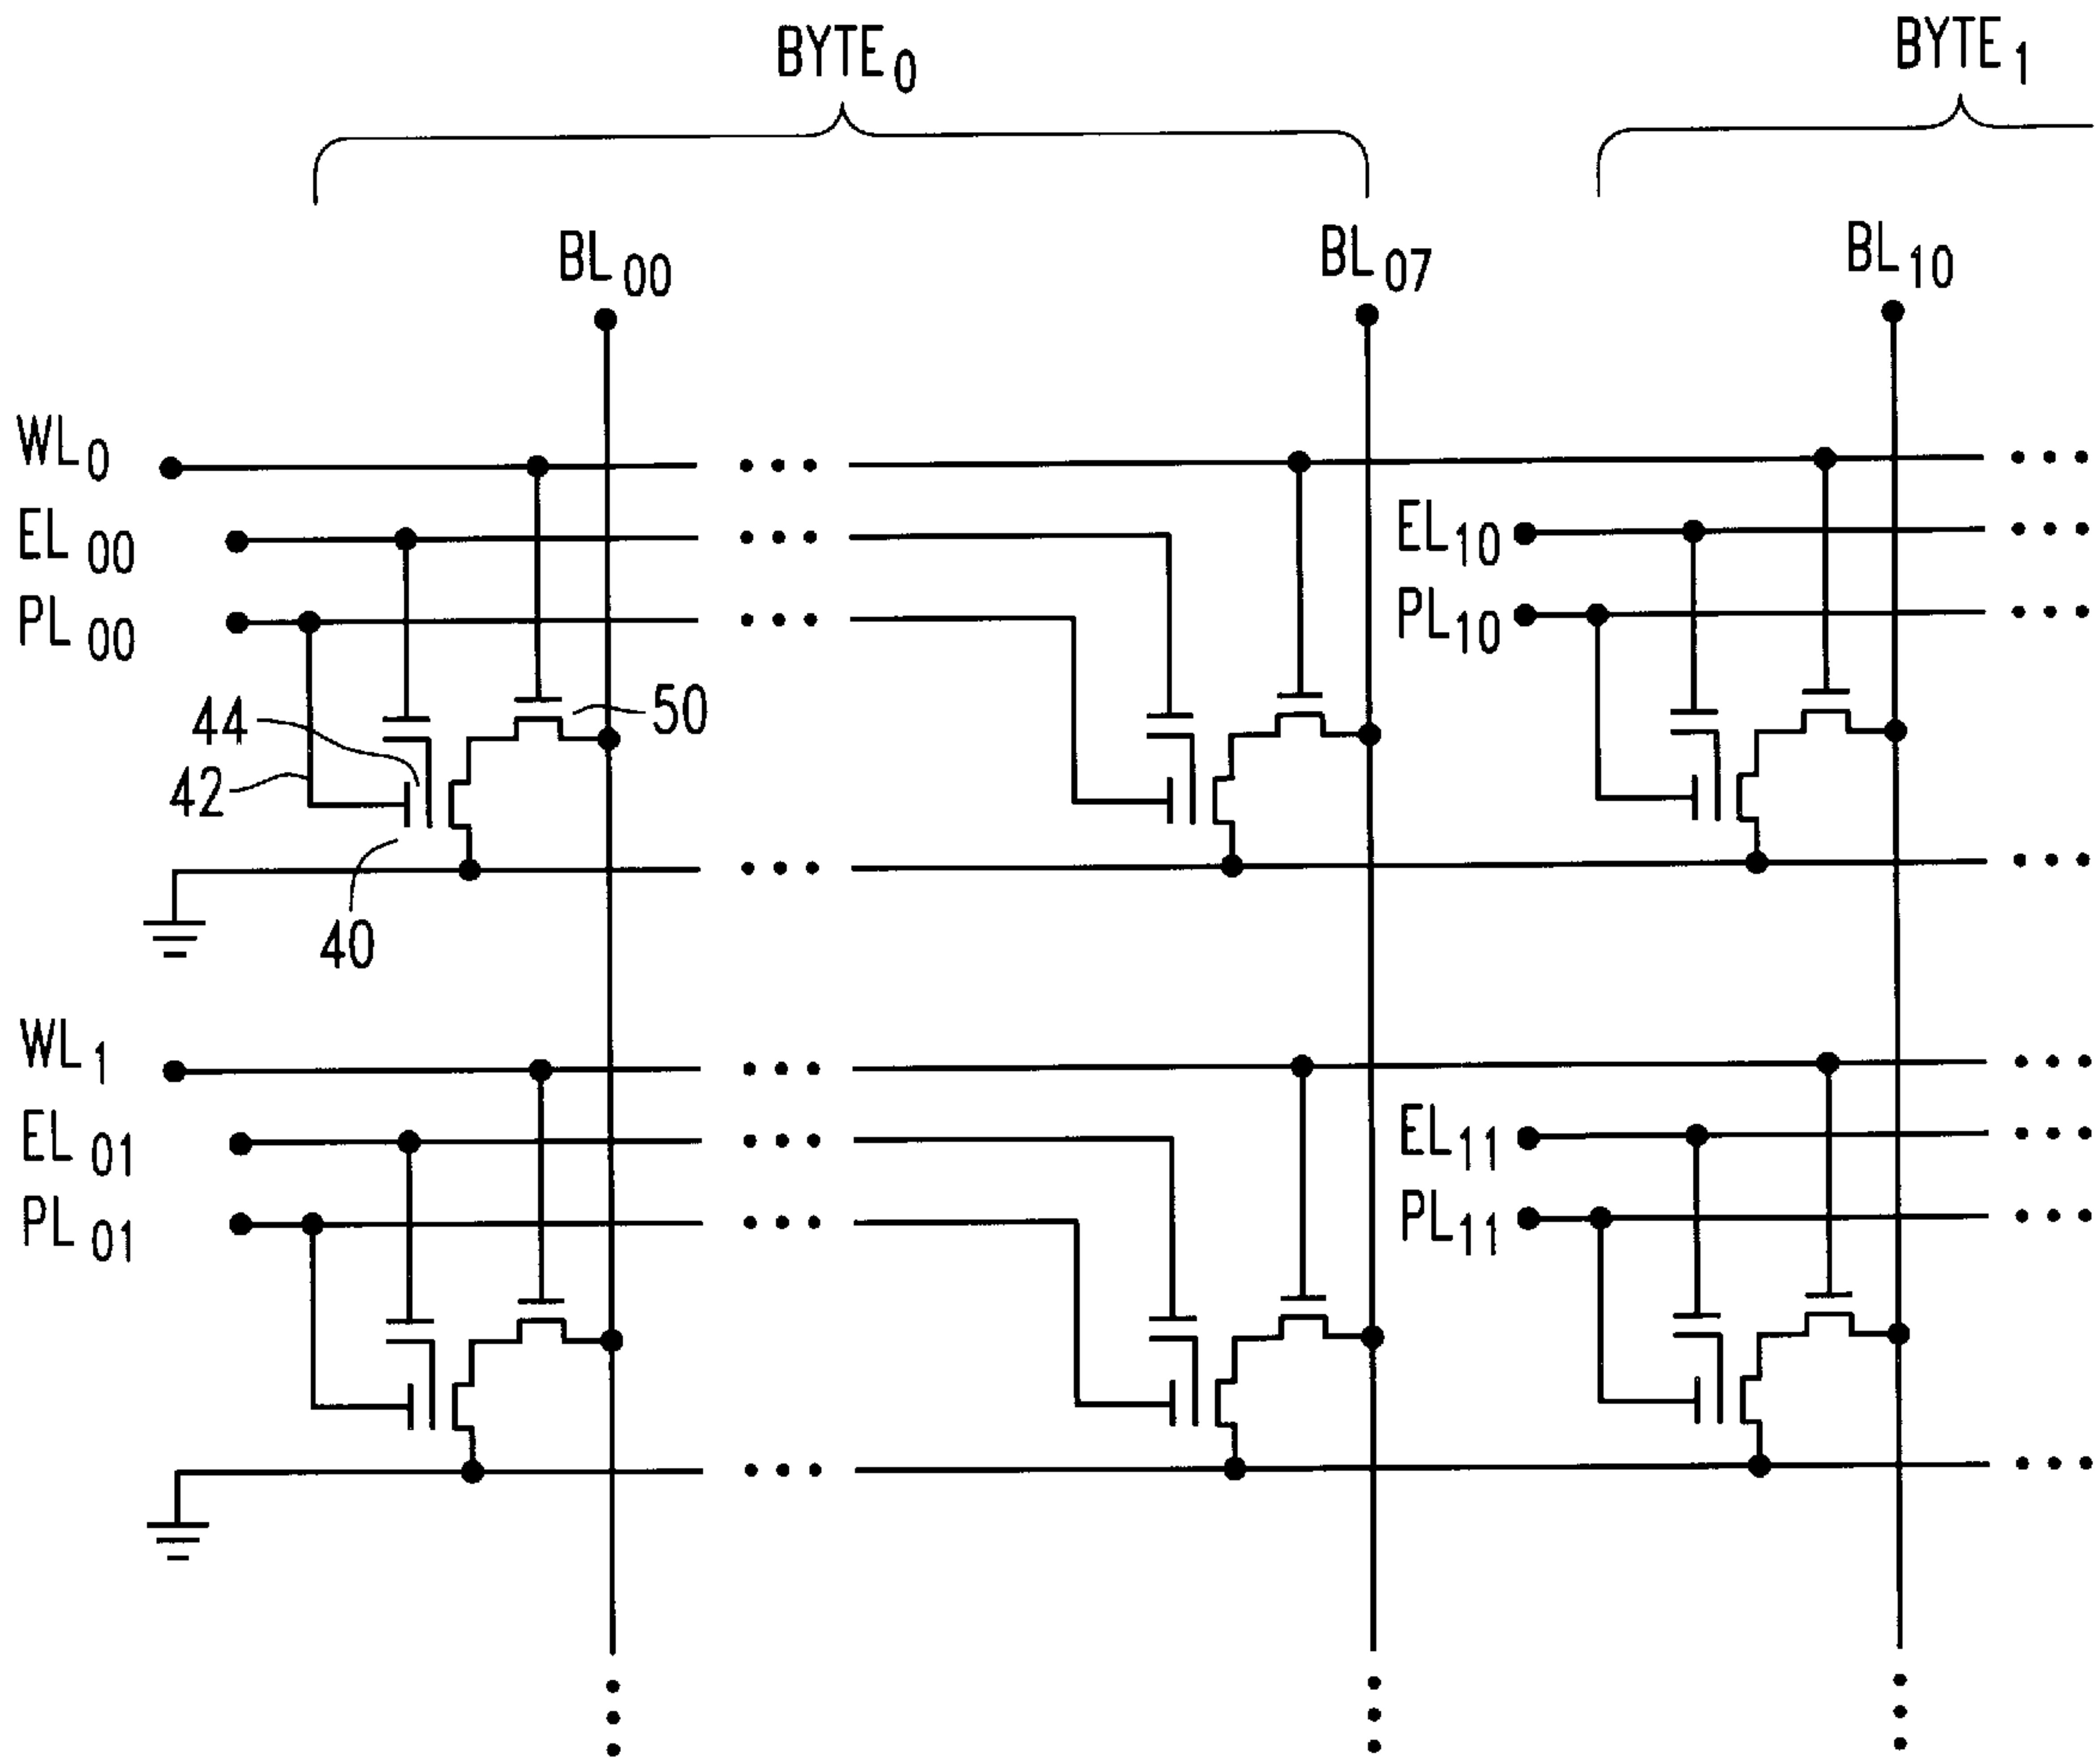 BYTE₀ BYTE₁
BL₀₀ BL₀₇ BL₁₀
WL₀
EL₀₀ EL₁₀
PL₀₀ PL₁₀
44 50
42
40
WL₁
EL₀₁ EL₁₁
PL₀₁ PL₁₁